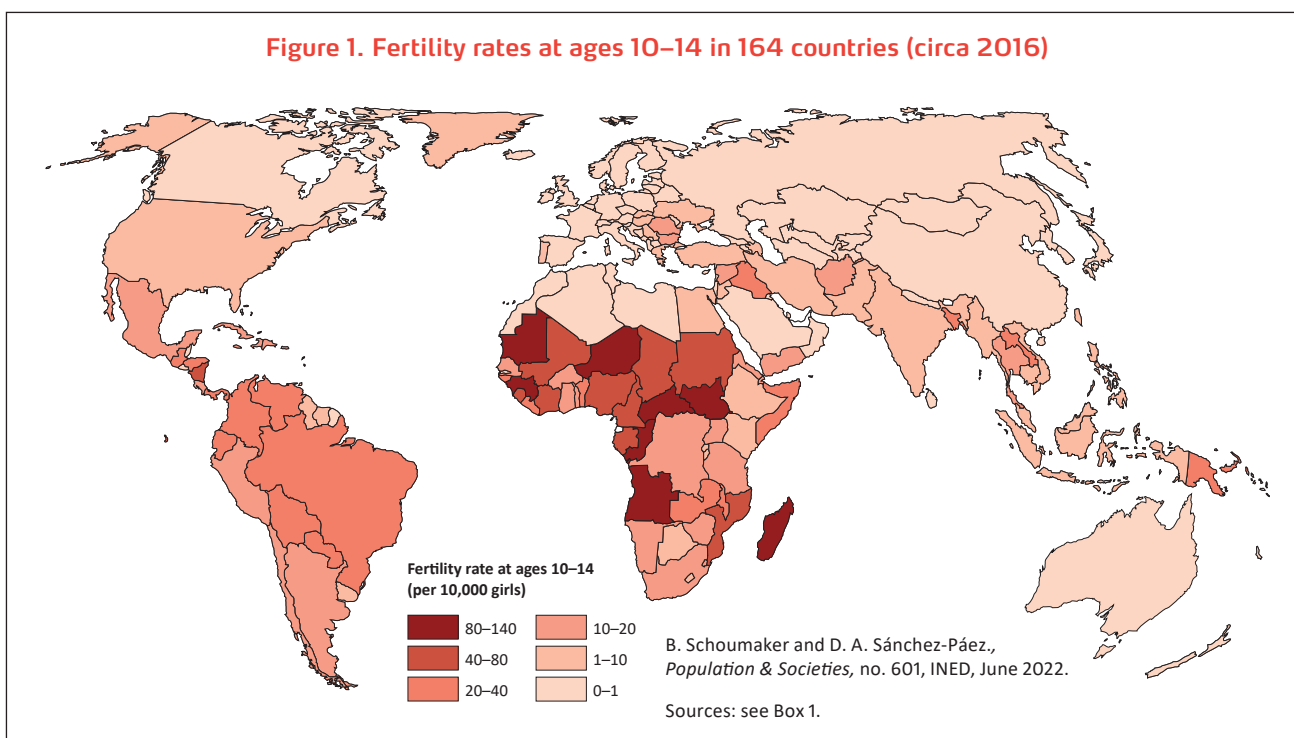 Figure 1. Fertility rates at ages 10–14 in 164 countries (circa 2016)
Fertility rate at ages 10–14
(per 10,000 girls)
80–140
40–80
20–40
10–20
1–10
0–1
B. Schoumaker and D. A. Sánchez-Páez.,
Population & Societies, no. 601, INED, June 2022.
Sources: see Box 1.